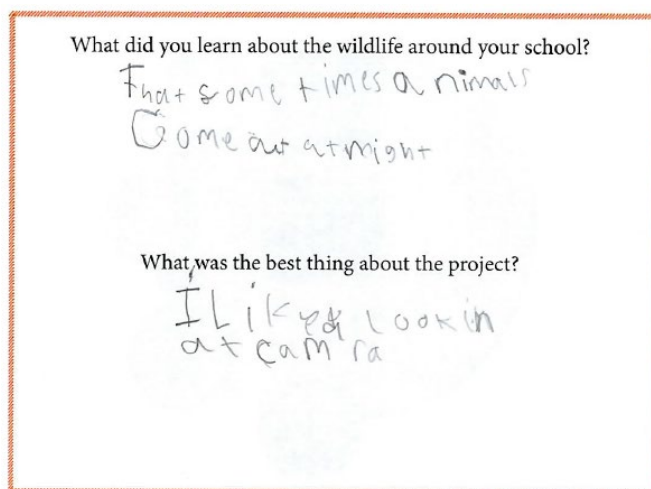 What did you learn about the wildlife around your school?
That some times animals
Come out at night
What was the best thing about the project?
I Liked lookin
at camra